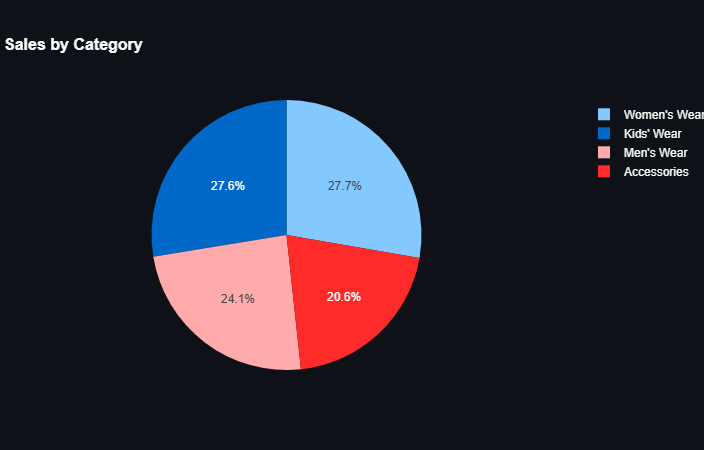 Sales by Category
Women's Wear
Kids' Wear
Men's Wear
Accessories
27.6%
27.7%
24.1%
20.6%